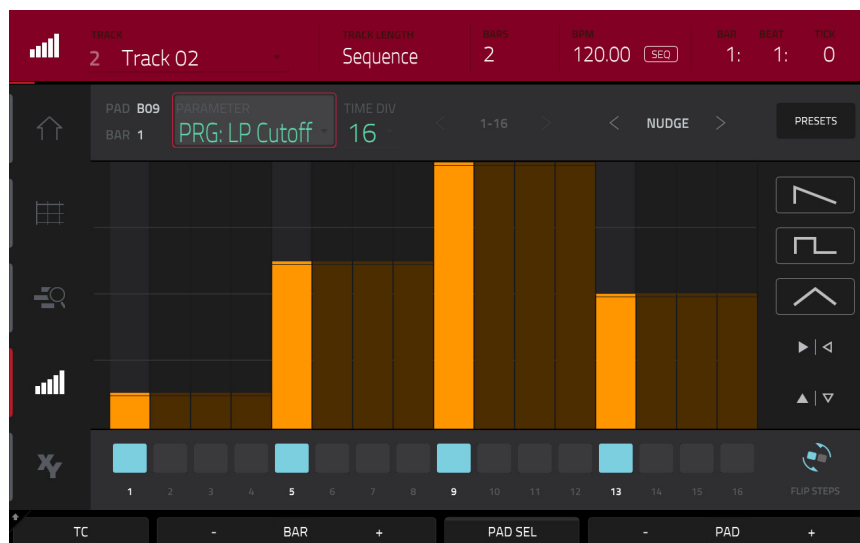 TRACK TRACK LENGTH BARS BPM BAR BEAT TICK
2 Track 02 Sequence 2 120.00 SEQ 1: 1: 0
PAD B09 PARAMETER TIME DIV
BAR 1 PRG: LP Cutoff 16 < 1-16 > < NUDGE > PRESETS
1 2 3 4 5 6 7 8 9 10 11 12 13 14 15 16 FLIP STEPS
TC - BAR + PAD SEL - PAD +
XY